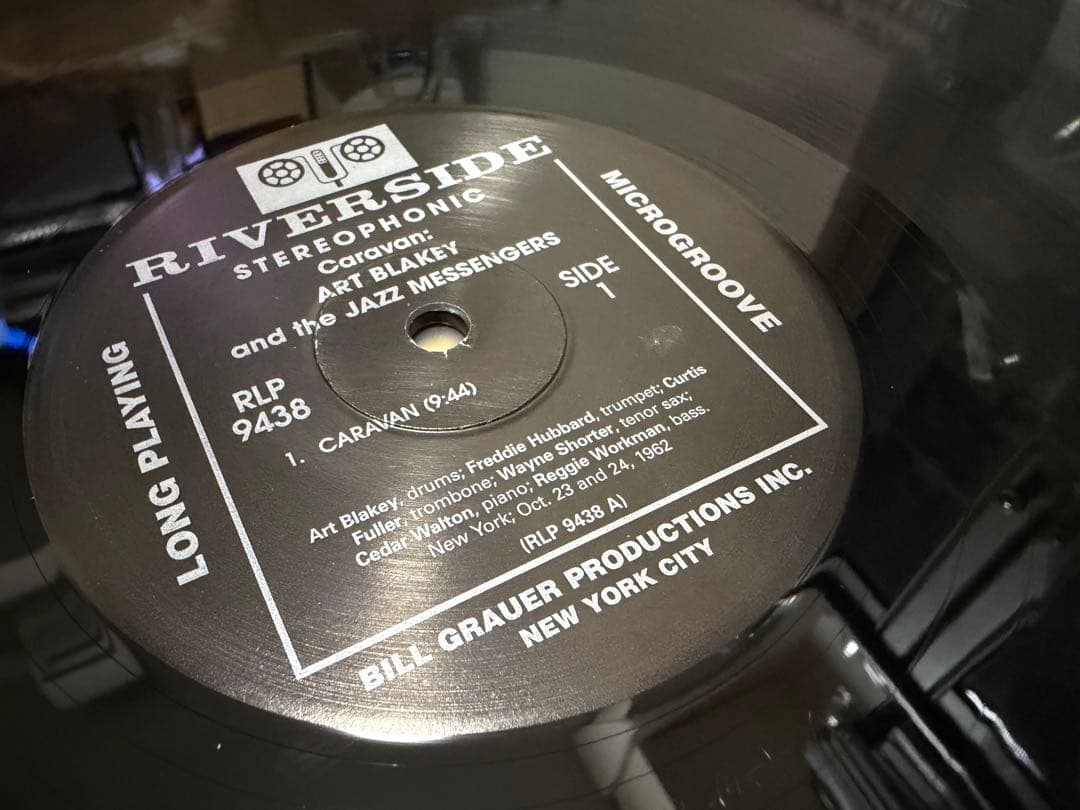 RIVERSIDE
STEREOPHONIC
Caravan:
ART BLAKEY
and the JAZZ MESSENGERS
SIDE
1
MICROGROOVE
LONG PLAYING
RLP
9438
1. CARAVAN (9:44)
Art Blakey, drums; Freddie Hubbard, trumpet; Curtis
Fuller, trombone; Wayne Shorter, tenor sax;
Cedar Walton, piano; Reggie Workman, bass.
New York; Oct. 23 and 24, 1962
(RLP 9438 A)
BILL GRAUER PRODUCTIONS INC.
NEW YORK CITY